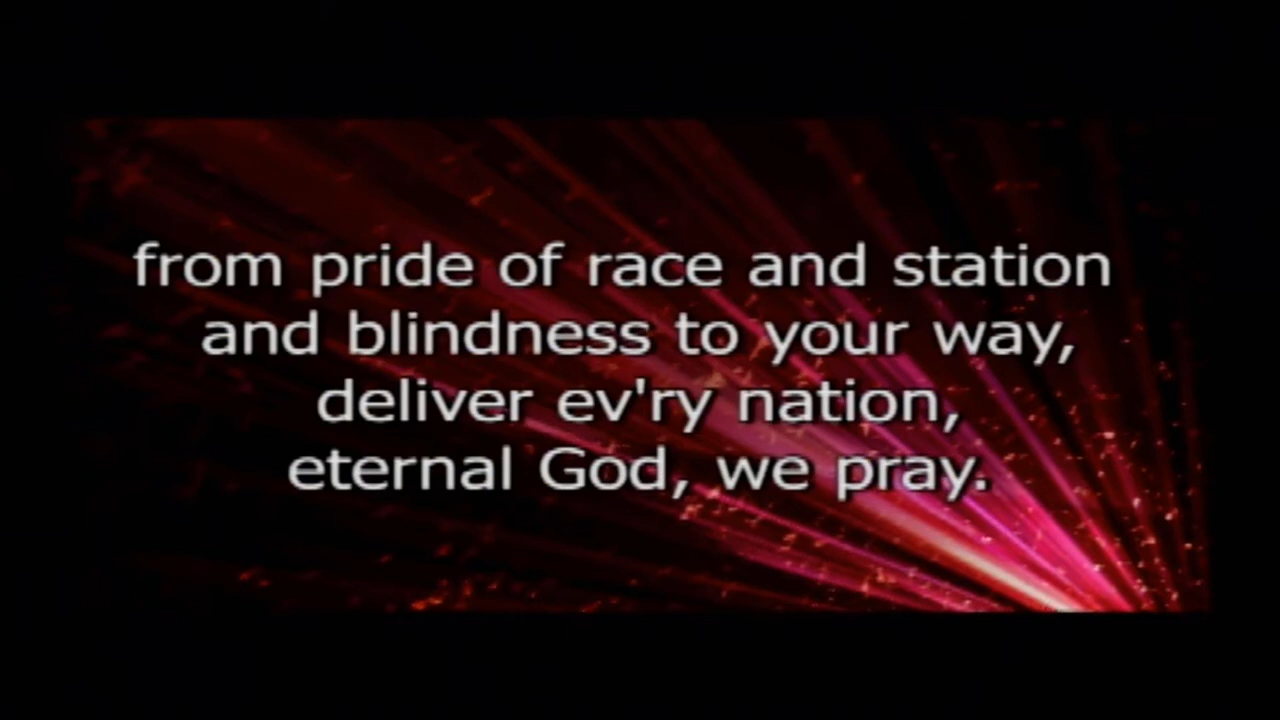 from pride of race and station
and blindness to your way,
deliver ev'ry nation,
eternal God, we pray.